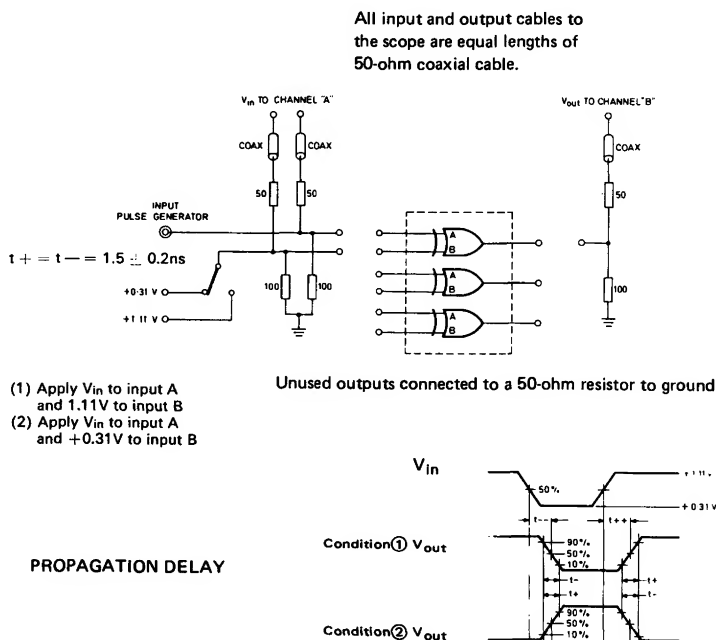 All input and output cables to
the scope are equal lengths of
50-ohm coaxial cable.
Vin TO CHANNEL "A"
Vout TO CHANNEL"B"
COAX
COAX
COAX
50
50
50
INPUT
PULSE GENERATOR
t + = t — = 1.5 ± 0.2ns
A
B
A
B
A
B
+0·31 V
100
100
100
+1·11 V
(1) Apply Vin to input A
and 1.11V to input B
(2) Apply Vin to input A
and +0.31V to input B
Unused outputs connected to a 50-ohm resistor to ground
Vin
50%
+0·31V
t--
t++
PROPAGATION DELAY
Condition① Vout
90%
50%
10%
t-
t+
t+
t-
Condition② Vout
90%
50%
10%